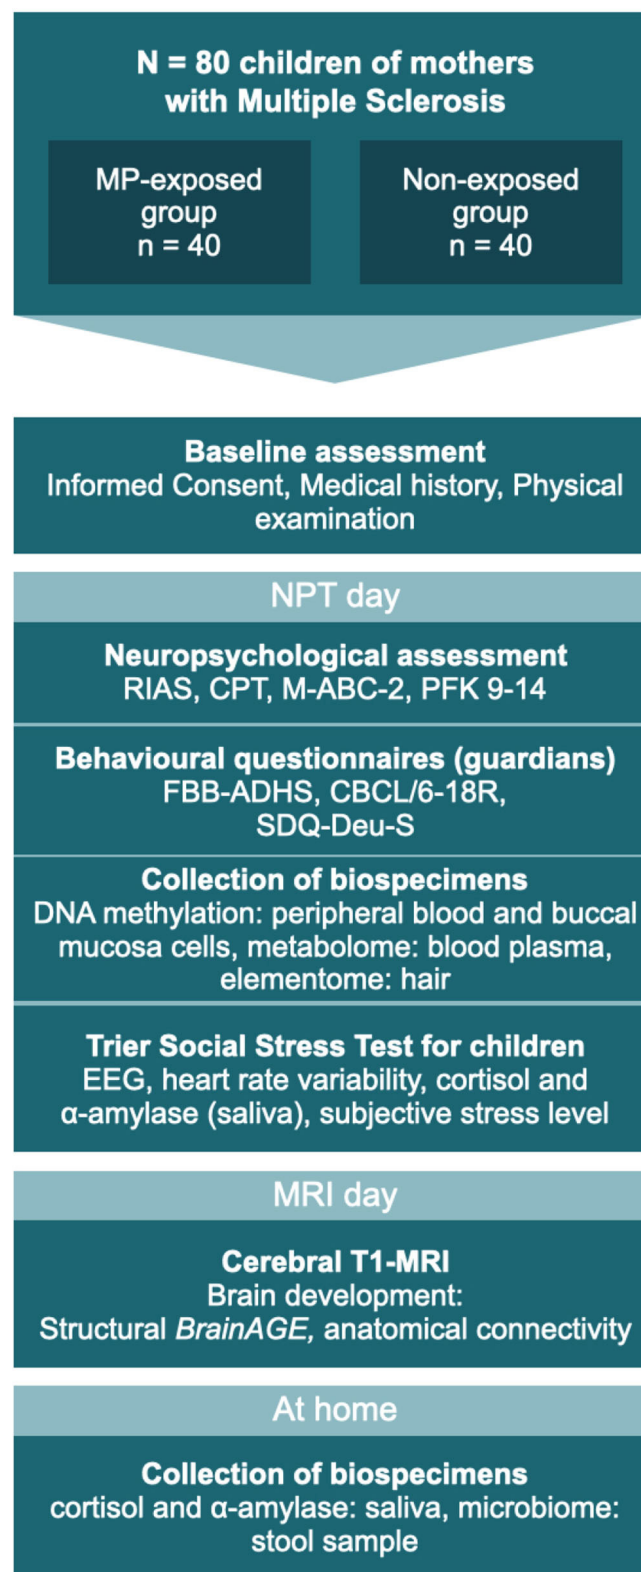 N = 80 children of mothers
with Multiple Sclerosis
MP-exposed
group
n = 40
Non-exposed
group
n = 40
Baseline assessment
Informed Consent, Medical history, Physical
examination
NPT day
Neuropsychological assessment
RIAS, CPT, M-ABC-2, PFK 9-14
Behavioural questionnaires (guardians)
FBB-ADHS, CBCL/6-18R,
SDQ-Deu-S
Collection of biospecimens
DNA methylation: peripheral blood and buccal
mucosa cells, metabolome: blood plasma,
elementome: hair
Trier Social Stress Test for children
EEG, heart rate variability, cortisol and
α-amylase (saliva), subjective stress level
MRI day
Cerebral T1-MRI
Brain development:
Structural BrainAGE, anatomical connectivity
At home
Collection of biospecimens
cortisol and α-amylase: saliva, microbiome:
stool sample